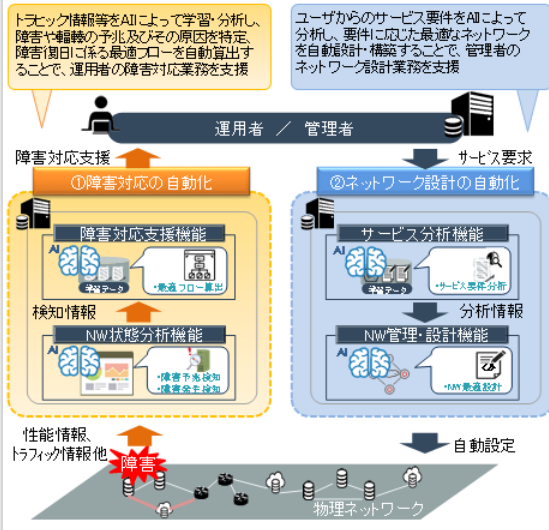 トラヒック情報等をAIによって学習・分析し、
障害や輻輳の予兆及びその原因を特定、
障害復旧に係る最適フローを自動算出す
ることで、運用者の障害対応業務を支援
ユーザからのサービス要件をAIによって
分析し、要件に応じた最適なネットワーク
を自動設計・構築することで、管理者の
ネットワーク設計業務を支援
運用者 ／ 管理者
障害対応支援
サービス要求
①障害対応の自動化
②ネットワーク設計の自動化
障害対応支援機能
AI
学習データ
・最適フロー算出
検知情報
NW状態分析機能
AI
・障害予兆検知
・障害発生検知
サービス分析機能
AI
学習データ
・サービス要件分析
分析情報
NW管理・設計機能
AI
・NW最適設計
性能情報、
トラフィック情報他
障害
自動設定
物理ネットワーク